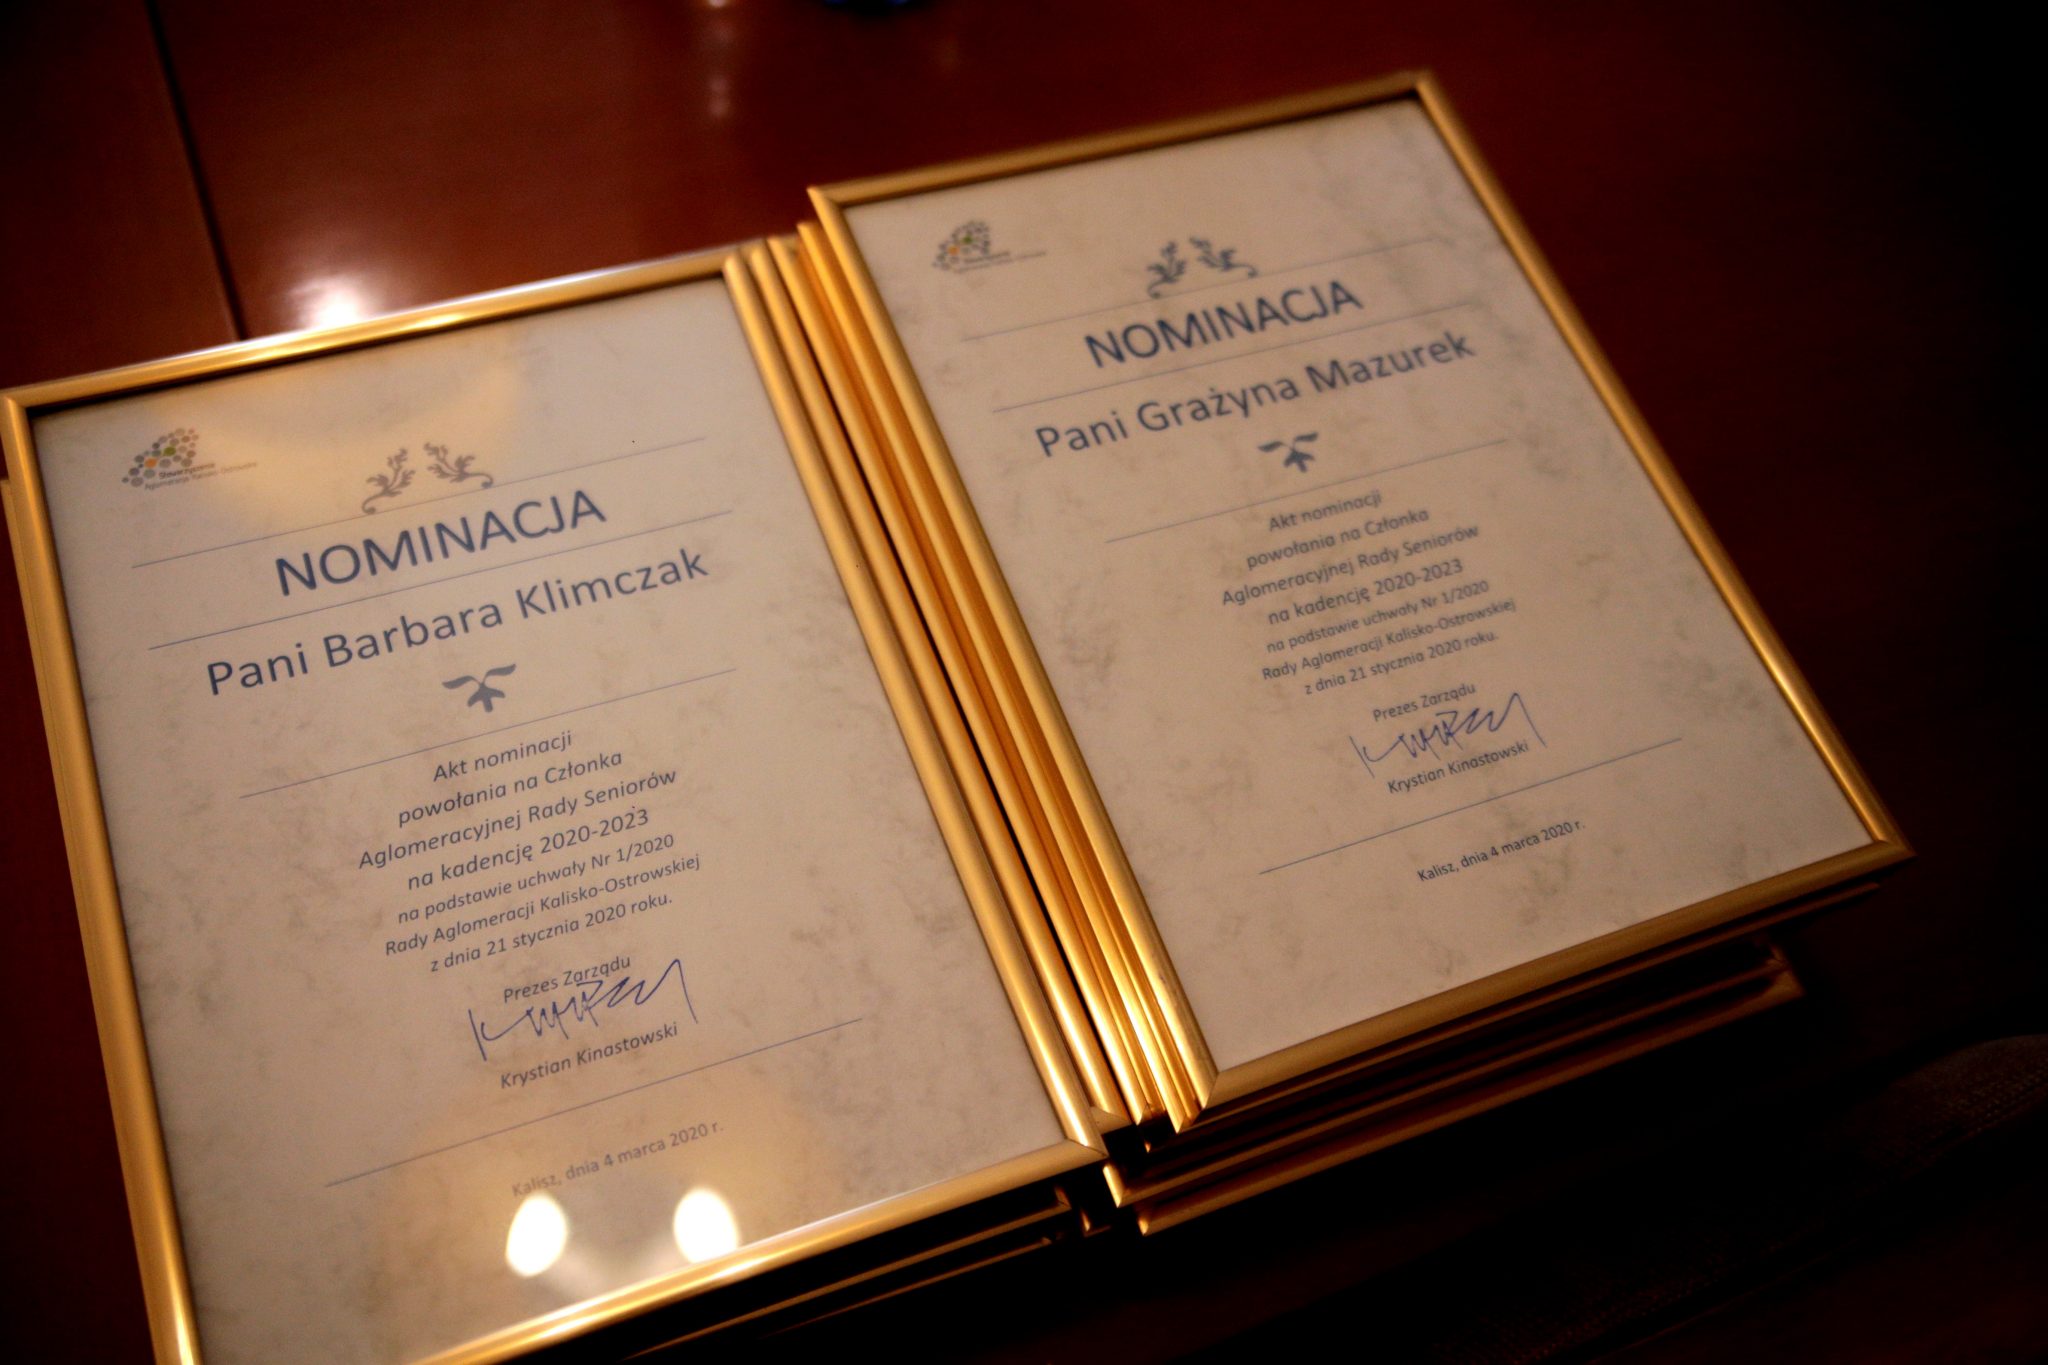 Stowarzyszenie
Aglomeracja Kalisko-Ostrowska
NOMINACJA
Pani Barbara Klimczak
Akt nominacji
powołania na Członka
Aglomeracyjnej Rady Seniorów
na kadencję 2020-2023
na podstawie uchwały Nr 1/2020
Rady Aglomeracji Kalisko-Ostrowskiej
z dnia 21 stycznia 2020 roku.
Prezes Zarządu
Krystian Kinastowski
Kalisz, dnia 4 marca 2020 r.
NOMINACJA
Pani Grażyna Mazurek
Akt nominacji
powołania na Członka
Aglomeracyjnej Rady Seniorów
na kadencję 2020-2023
na podstawie uchwały Nr 1/2020
Rady Aglomeracji Kalisko-Ostrowskiej
z dnia 21 stycznia 2020 roku.
Prezes Zarządu
Krystian Kinastowski
Kalisz, dnia 4 marca 2020 r.